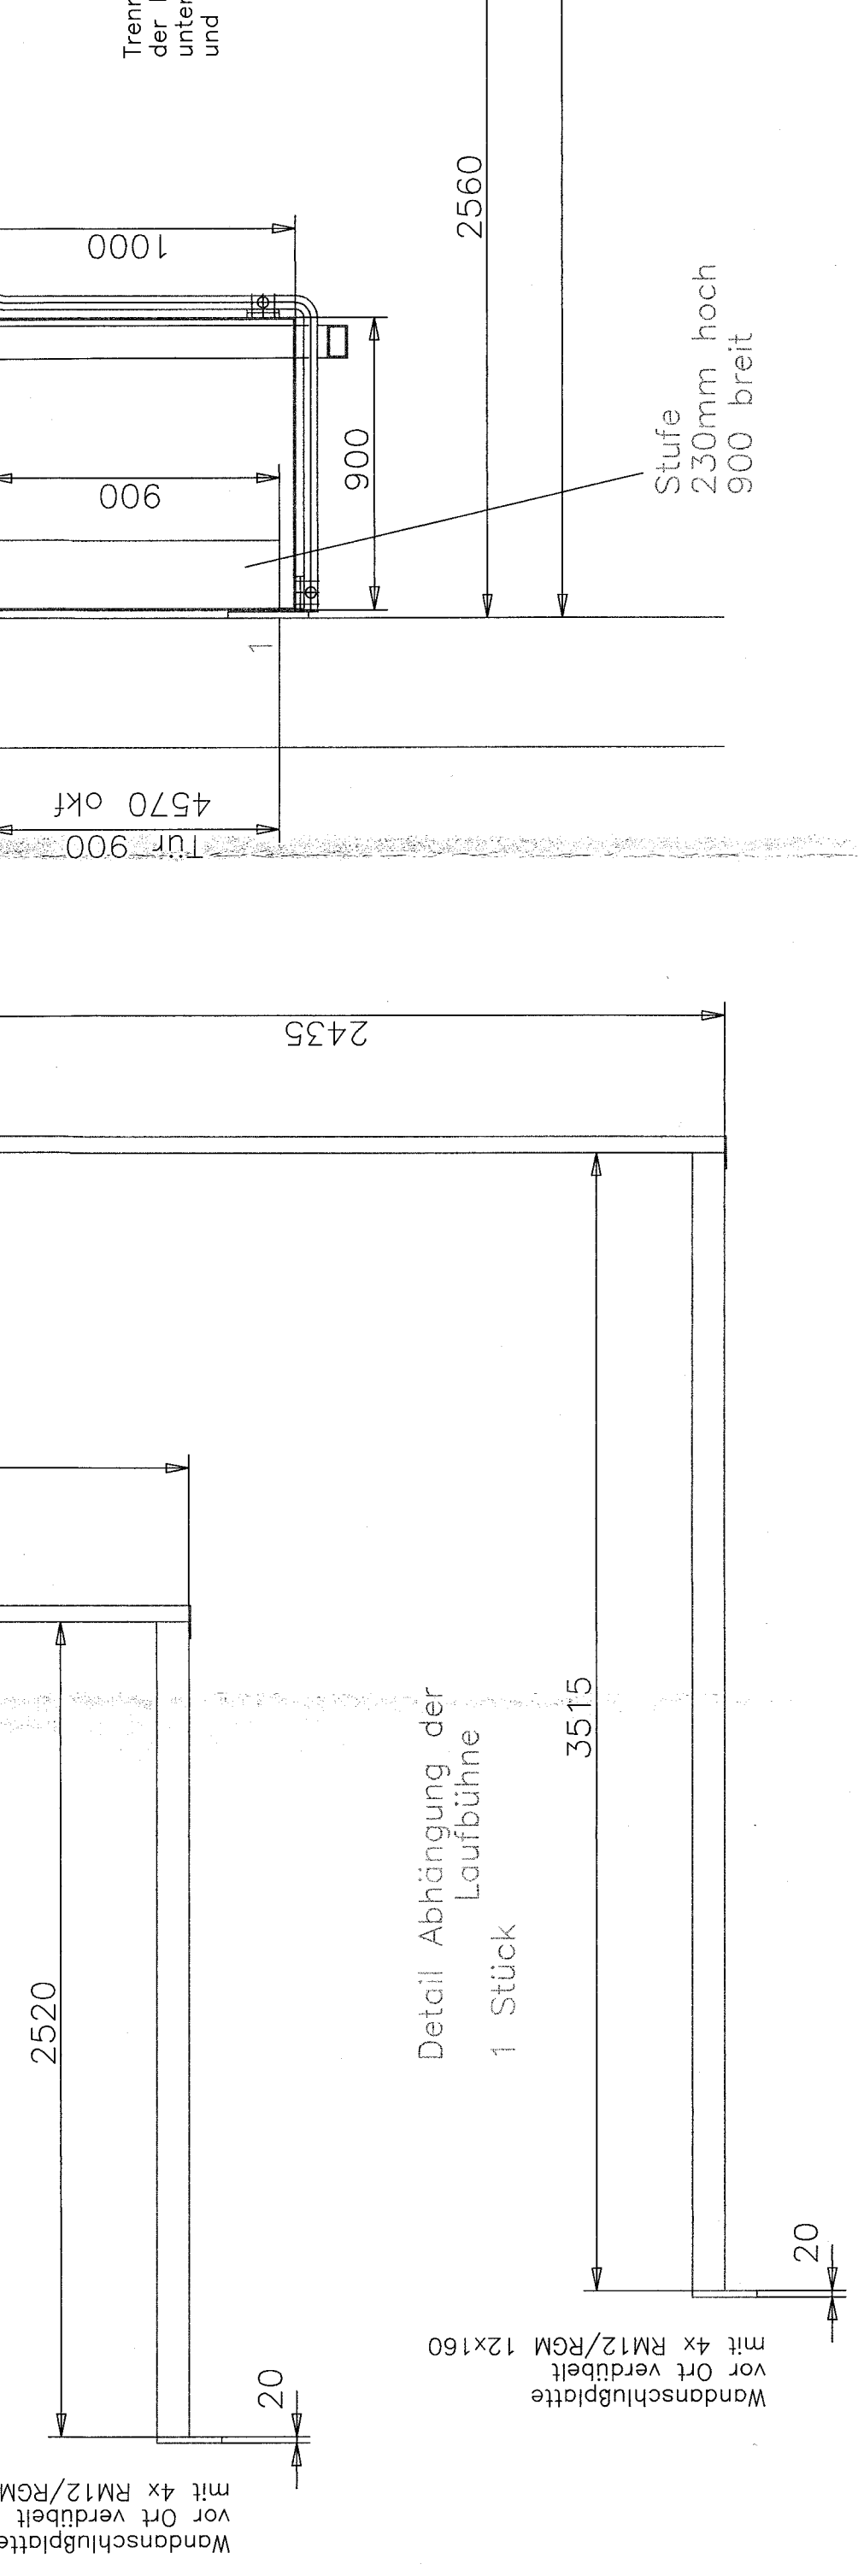 Trenn
der
unter
und
1000
2560
900
900
Stufe
230mm hoch
900 breit
1
4570 okf
Tür 900
2435
3515
2520
Detail Abhängung der
Laufbühne
1 Stück
20
Wandanschlußplatte
vor Ort verdübelt
mit 4x RM12/RGM 12x160
20
Wandanschlußplatte
vor Ort verdübelt
mit 4x RM12/RGM